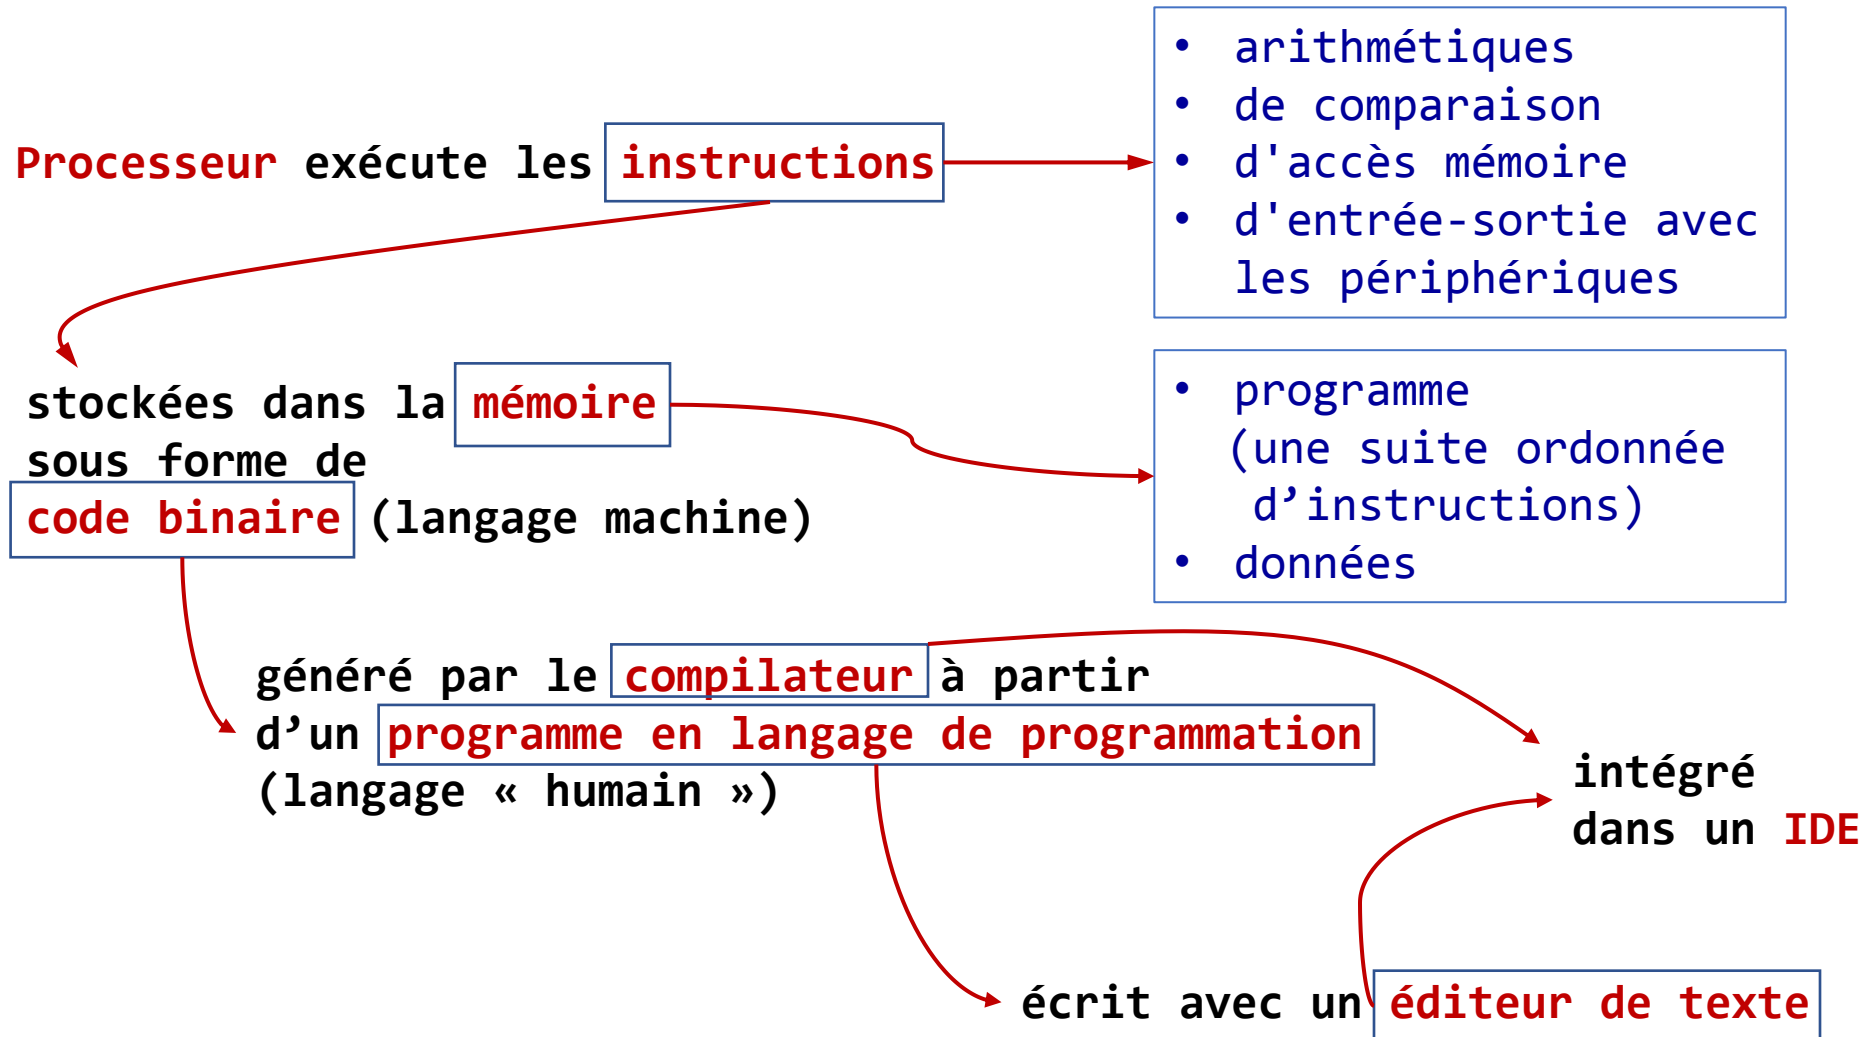 Processeur exécute les instructions
• arithmétiques
• de comparaison
• d'accès mémoire
• d'entrée-sortie avec
les périphériques
stockées dans la mémoire
sous forme de
code binaire (langage machine)
• programme
(une suite ordonnée
d’instructions)
• données
généré par le compilateur à partir
d’un programme en langage de programmation
(langage « humain »)
intégré
dans un IDE
écrit avec un éditeur de texte